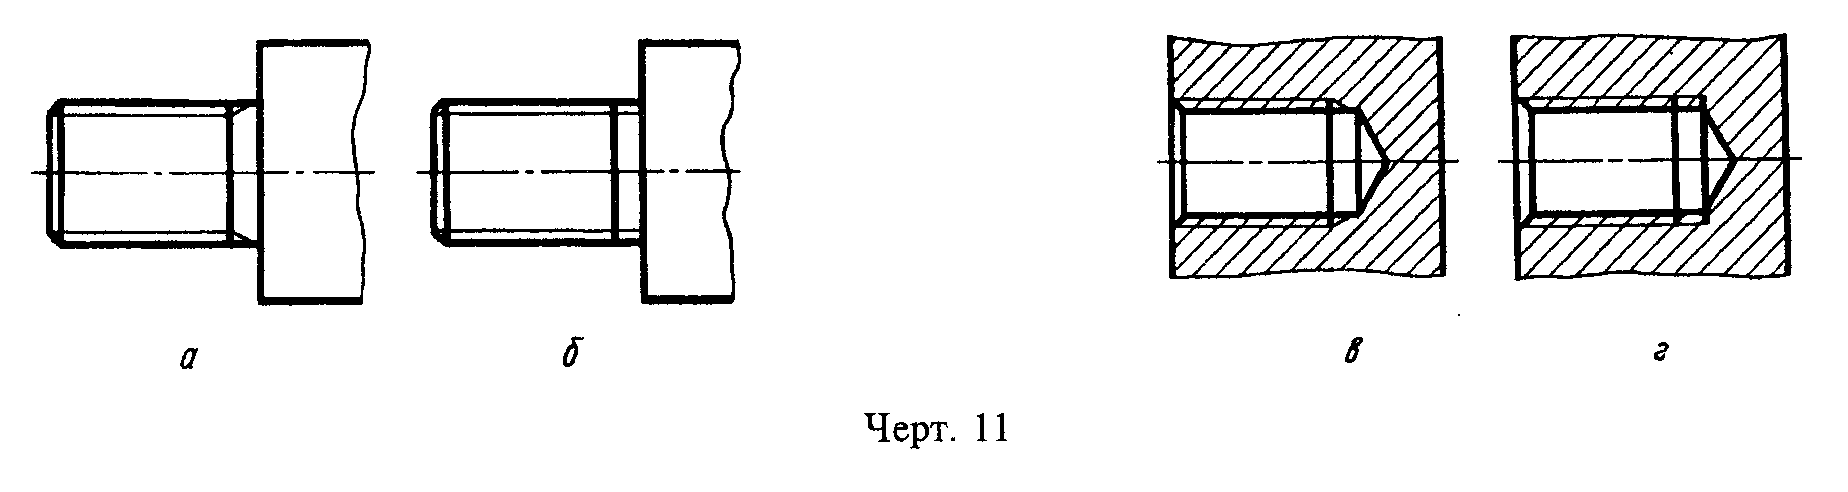 а б в г
Черт. 11